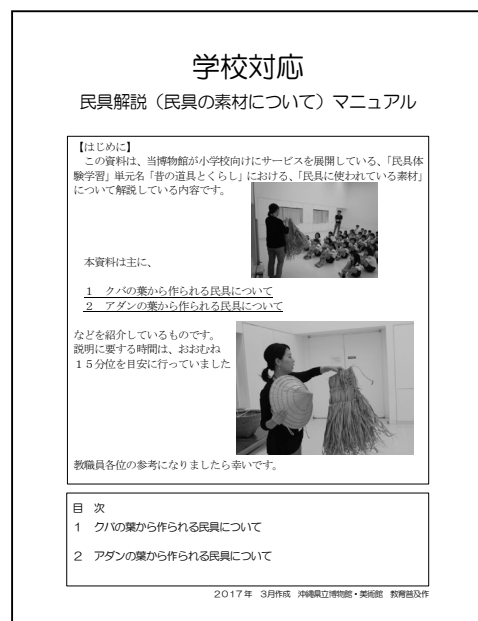 学校対応
民具解説（民具の素材について）マニュアル
【はじめに】
この資料は、当博物館が小学校向けにサービスを展開している、「民具体
験学習」単元名「昔の道具とくらし」における、「民具に使われている素材」
について解説している内容です。
本資料は主に、
１　クバの葉から作られる民具について
２　アダンの葉から作られる民具について
などを紹介しているものです。
説明に要する時間は、おおむね
１５分位を目安に行っていました
教職員各位の参考になりましたら幸いです。
目　次
１　クバの葉から作られる民具について
２　アダンの葉から作られる民具について
２０１７年　３月作成　沖縄県立博物館・美術館　教育普及作